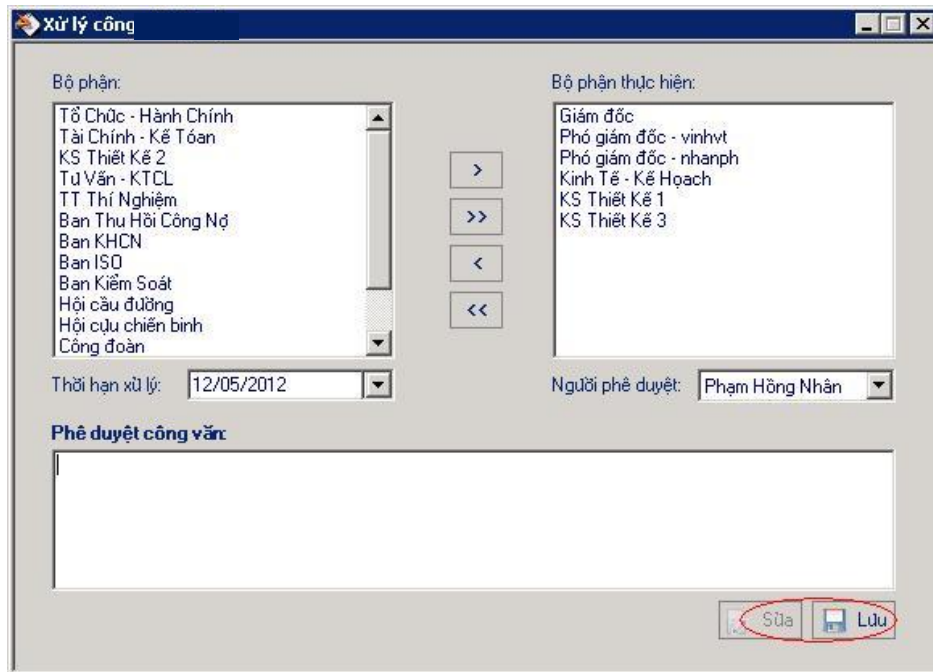 Xử lý công
Bộ phận:
Bộ phận thực hiện:
Tổ Chức - Hành Chính
Tài Chính - Kế Tóan
KS Thiết Kế 2
Tư Vấn - KTCL
TT Thí Nghiệm
Ban Thu Hồi Công Nợ
Ban KHCN
Ban ISO
Ban Kiểm Soát
Hội cầu đường
Hội cựu chiến binh
Công đoàn
>
>>
<
<<
Giám đốc
Phó giám đốc - vinhvt
Phó giám đốc - nhanph
Kinh Tế - Kế Họach
KS Thiết Kế 1
KS Thiết Kế 3
Thời hạn xử lý: 12/05/2012
Người phê duyệt: Phạm Hồng Nhân
Phê duyệt công văn:
Sửa
Lưu